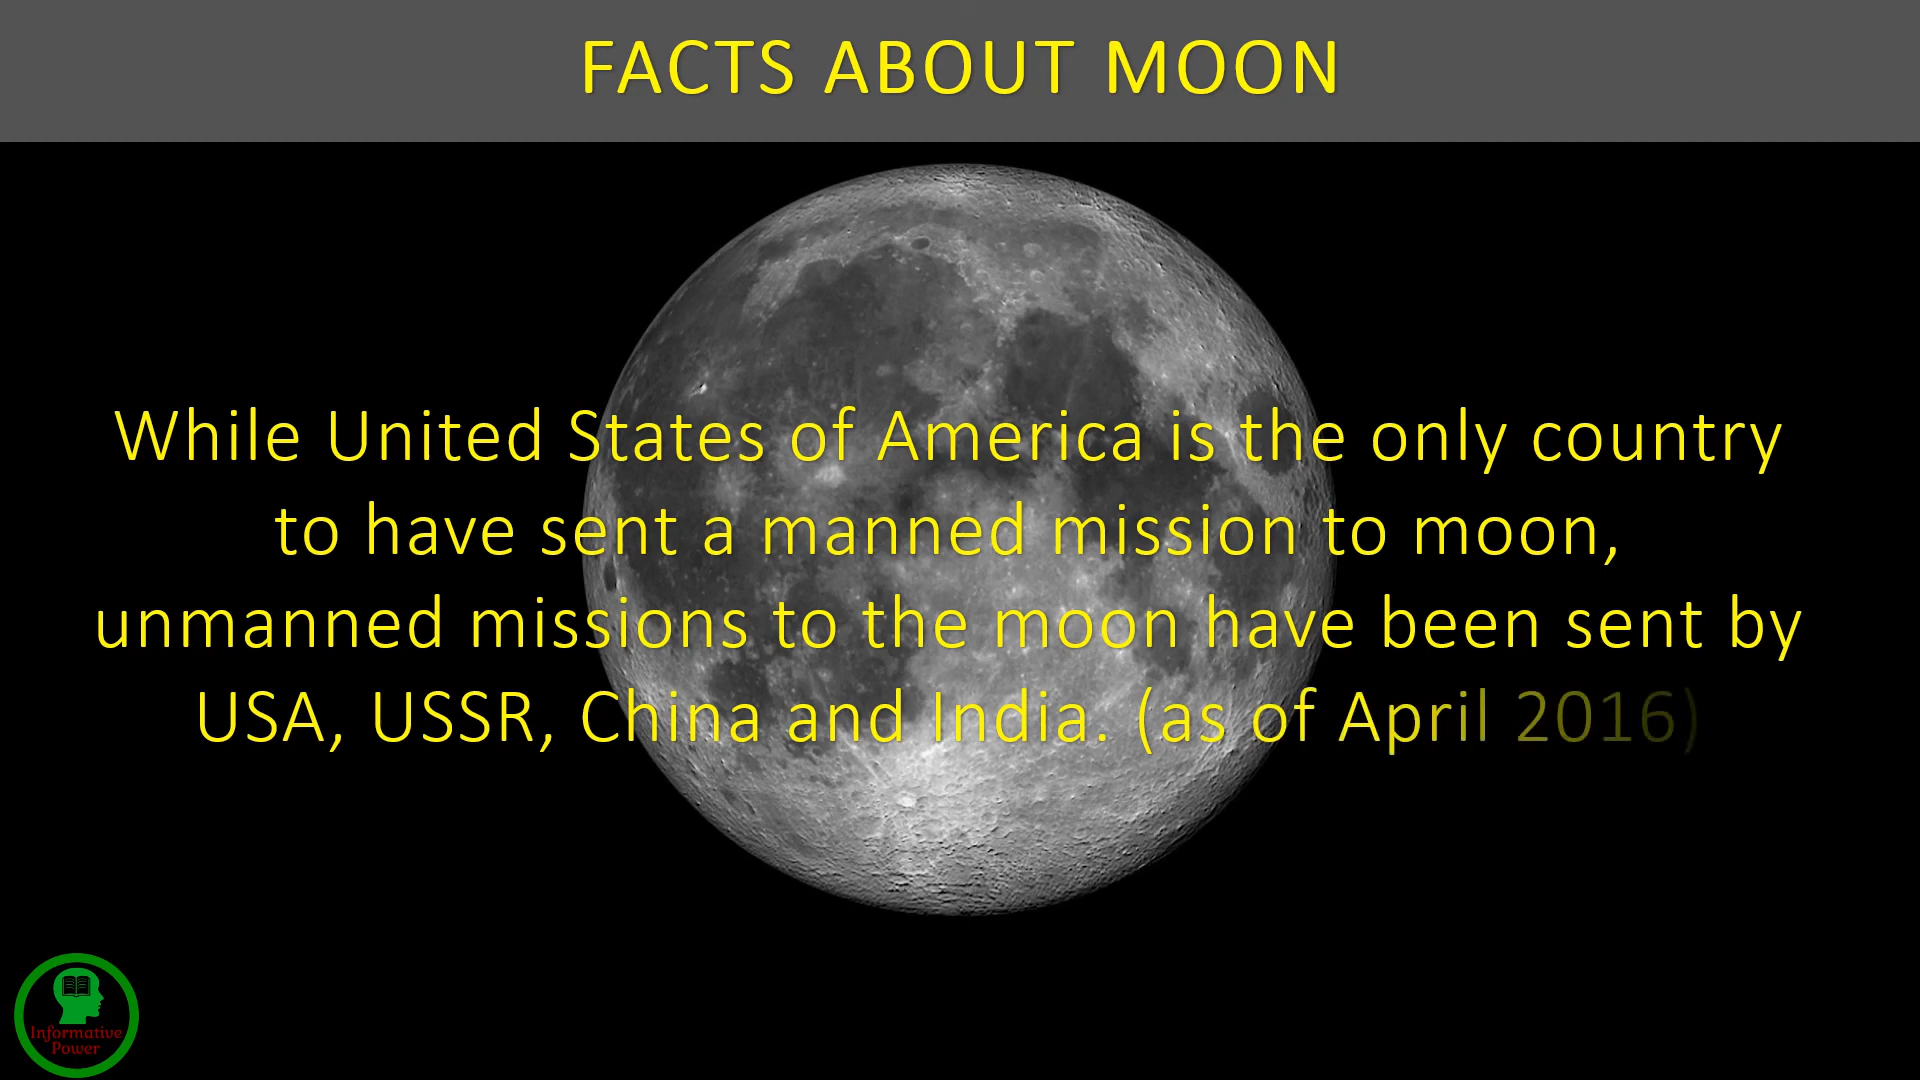 FACTS ABOUT MOON
While United States of America is the only country
to have sent a manned mission to moon,
unmanned missions to the moon have been sent by
USA, USSR, China and India. (as of April 2016)
Informative
Power